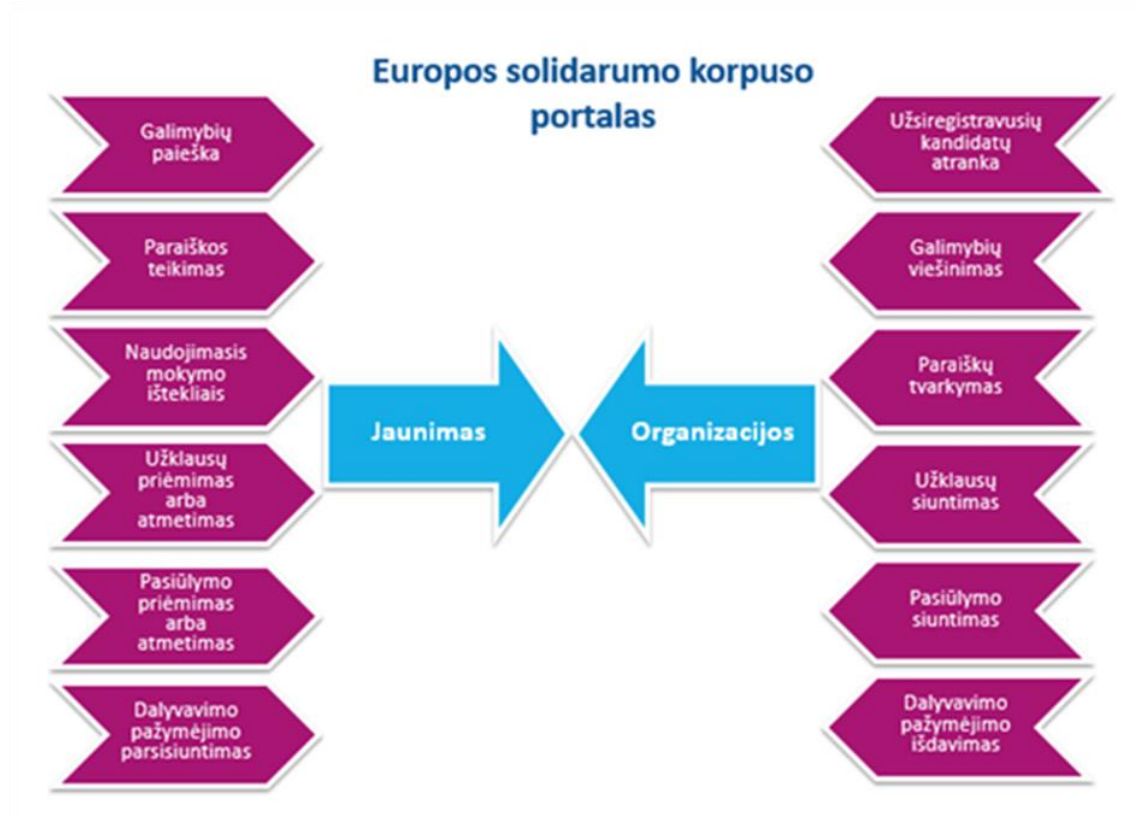 Europos solidarumo korpuso
portalas
Galimybių
paieška
Paraiškos
teikimas
Naudojimasis
mokymo
ištekliais
Užklausų
priėmimas
arba
atmetimas
Pasiūlymo
priėmimas
arba
atmetimas
Dalyvavimo
pažymėjimo
parsisiuntimas
Jaunimas
Organizacijos
Užsiregistravusių
kandidatų
atranka
Galimybių
viešinimas
Paraiškų
tvarkymas
Užklausų
siuntimas
Pasiūlymo
siuntimas
Dalyvavimo
pažymėjimo
išdavimas